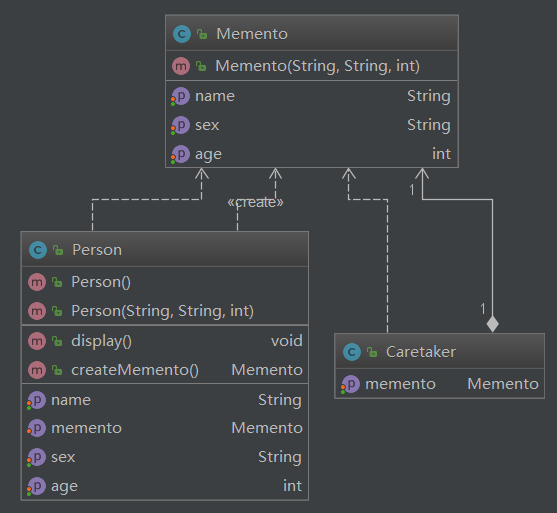 C Memento
m Memento(String, String, int)
p name String
p sex String
p age int
«create»
1
C Person
m Person()
m Person(String, String, int)
m display() void
m createMemento() Memento
p name String
p memento Memento
p sex String
p age int
1
C Caretaker
p memento Memento